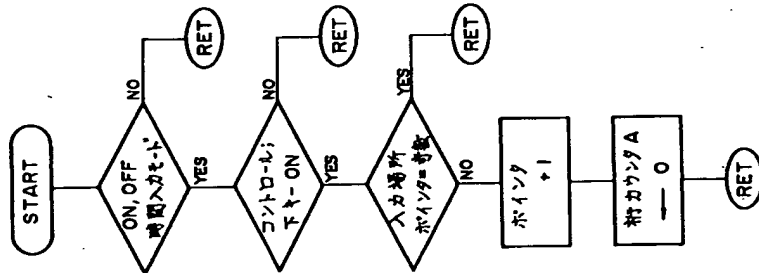 START
ON, OFF
時間入力モード
NO
RET
YES
コントロール;
下キーON
NO
RET
YES
入力場所
ポインタ=奇数
YES
RET
NO
ポインタ
+1
桁カウンタA
← 0
RET